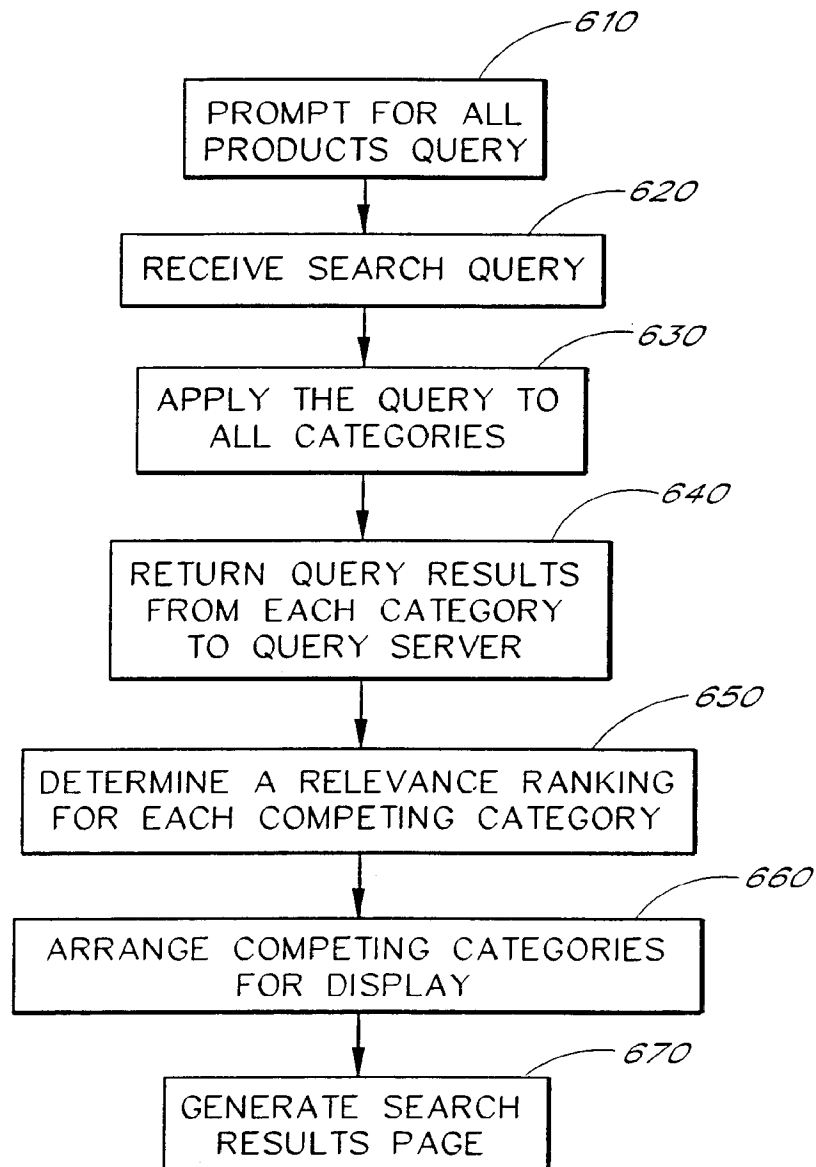 610
PROMPT FOR ALL
PRODUCTS QUERY
620
RECEIVE SEARCH QUERY
630
APPLY THE QUERY TO
ALL CATEGORIES
640
RETURN QUERY RESULTS
FROM EACH CATEGORY
TO QUERY SERVER
650
DETERMINE A RELEVANCE RANKING
FOR EACH COMPETING CATEGORY
660
ARRANGE COMPETING CATEGORIES
FOR DISPLAY
670
GENERATE SEARCH
RESULTS PAGE